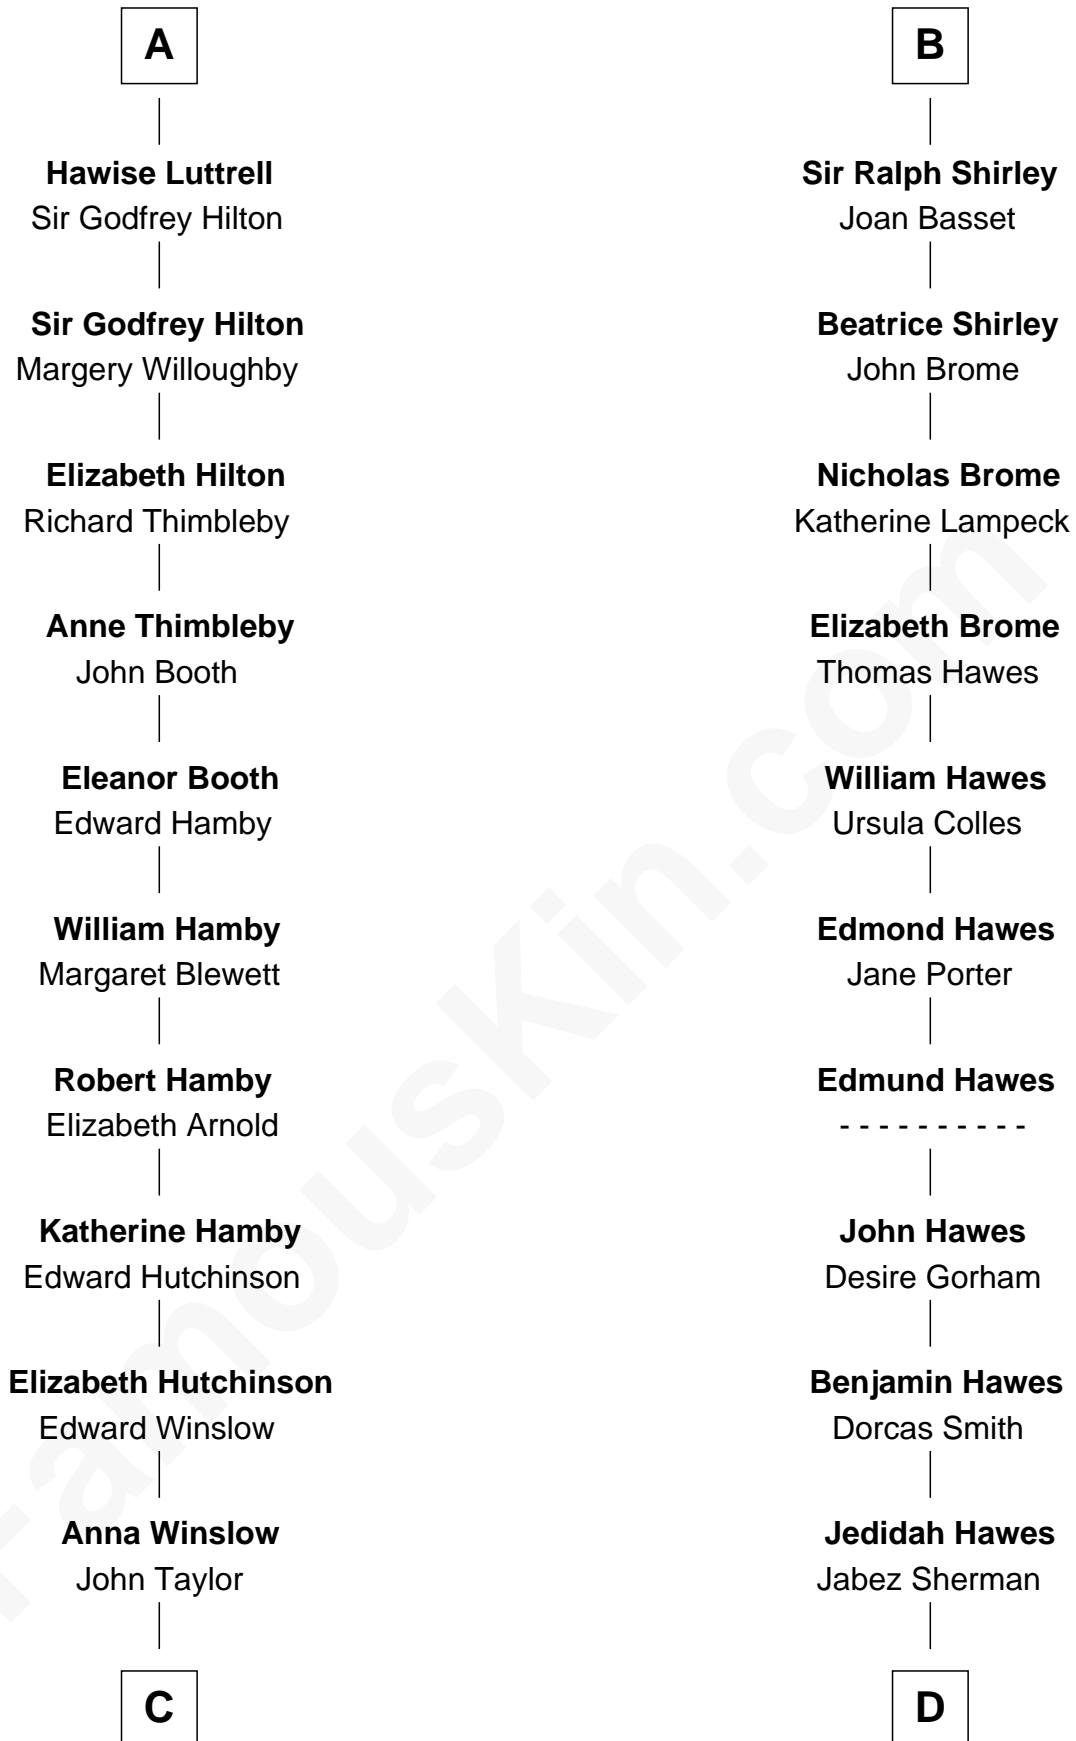 A
Hawise Luttrell
Sir Godfrey Hilton
Sir Godfrey Hilton
Margery Willoughby
Elizabeth Hilton
Richard Thimbleby
Anne Thimbleby
John Booth
Eleanor Booth
Edward Hamby
William Hamby
Margaret Blewett
Robert Hamby
Elizabeth Arnold
Katherine Hamby
Edward Hutchinson
Elizabeth Hutchinson
Edward Winslow
Anna Winslow
John Taylor
C
B
Sir Ralph Shirley
Joan Basset
Beatrice Shirley
John Brome
Nicholas Brome
Katherine Lampeck
Elizabeth Brome
Thomas Hawes
William Hawes
Ursula Colles
Edmond Hawes
Jane Porter
Edmund Hawes
- - - - - - - - - -
John Hawes
Desire Gorham
Benjamin Hawes
Dorcas Smith
Jedidah Hawes
Jabez Sherman
D
FamousKin.com